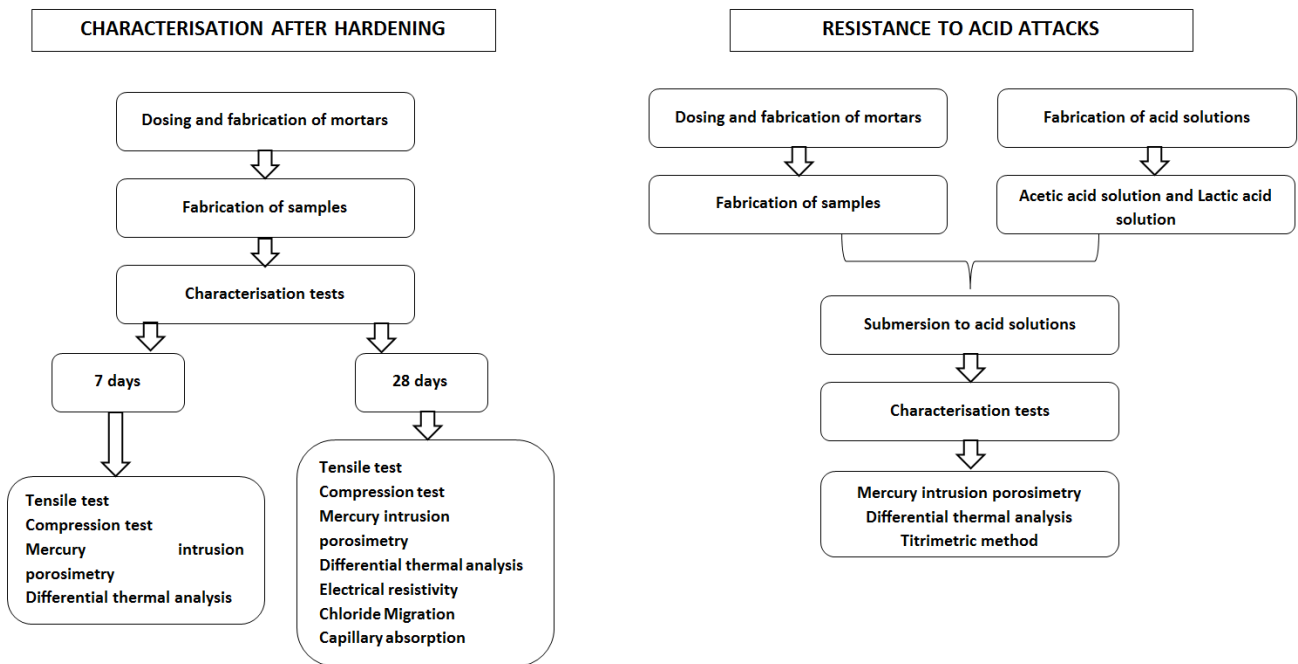 CHARACTERISATION AFTER HARDENING
Dosing and fabrication of mortars
Fabrication of samples
Characterisation tests
7 days
28 days
Tensile test
Compression test
Mercury intrusion
porosimetry
Differential thermal analysis
Tensile test
Compression test
Mercury intrusion
porosimetry
Differential thermal analysis
Electrical resistivity
Chloride Migration
Capillary absorption
RESISTANCE TO ACID ATTACKS
Dosing and fabrication of mortars
Fabrication of acid solutions
Fabrication of samples
Acetic acid solution and Lactic acid
solution
Submersion to acid solutions
Characterisation tests
Mercury intrusion porosimetry
Differential thermal analysis
Titrimetric method